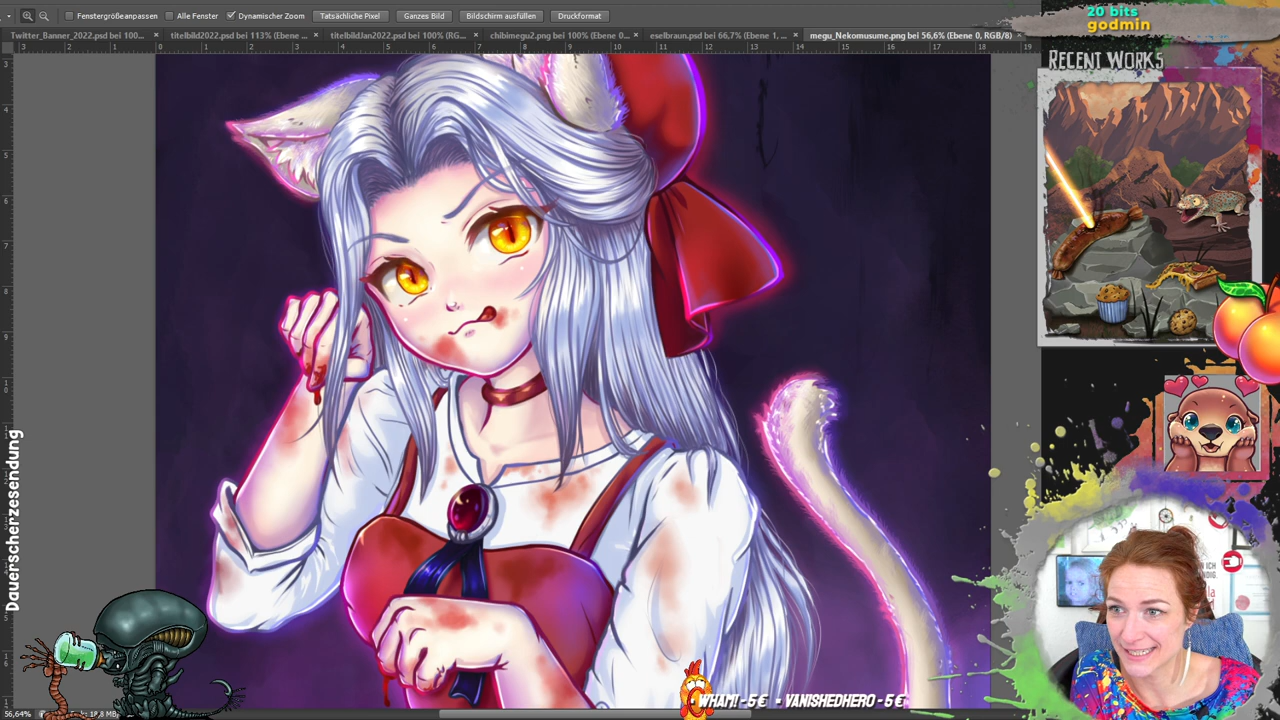 Fenstergröße anpassen Alle Fenster Dynamischer Zoom Tatsächliche Pixel Ganzes Bild Bildschirm ausfüllen Druckformat
Twitter_Banner_2022.psd bei 100... × titelbild2022.psd bei 113% (Ebene ... × titelbildJan2022.psd bei 100% (RG... × chibimegu2.png bei 100% (Ebene 0... × eselbraun.psd bei 66,7% (Ebene 1, ... × megu_Nekomusume.png bei 56,6% (Ebene 0, RGB/8) ×
20 bits
godmin
RECENT WORKS
Dauerscherzesendung
WHAM! - 5 € • VANISHEDHERO - 5 €
56,64%